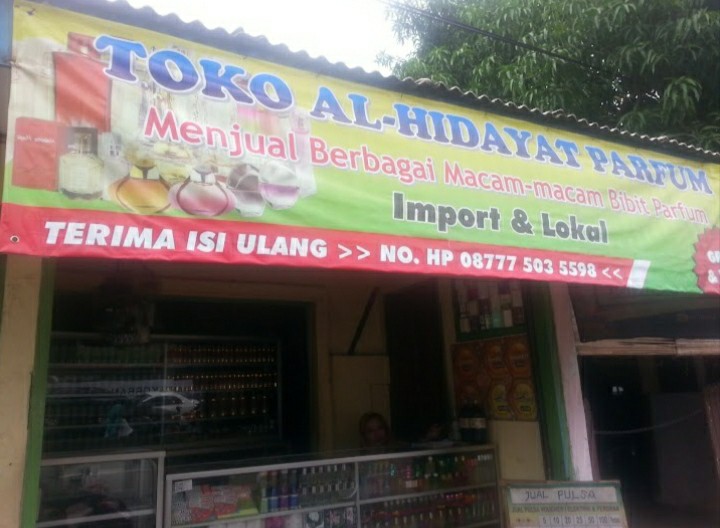 TOKO AL-HIDAYAT PARFUM
Menjual Berbagai Macam-macam Bibit Parfum
Import & Lokal
TERIMA ISI ULANG >> NO. HP 08777 503 5598 <<
JUAL PULSA